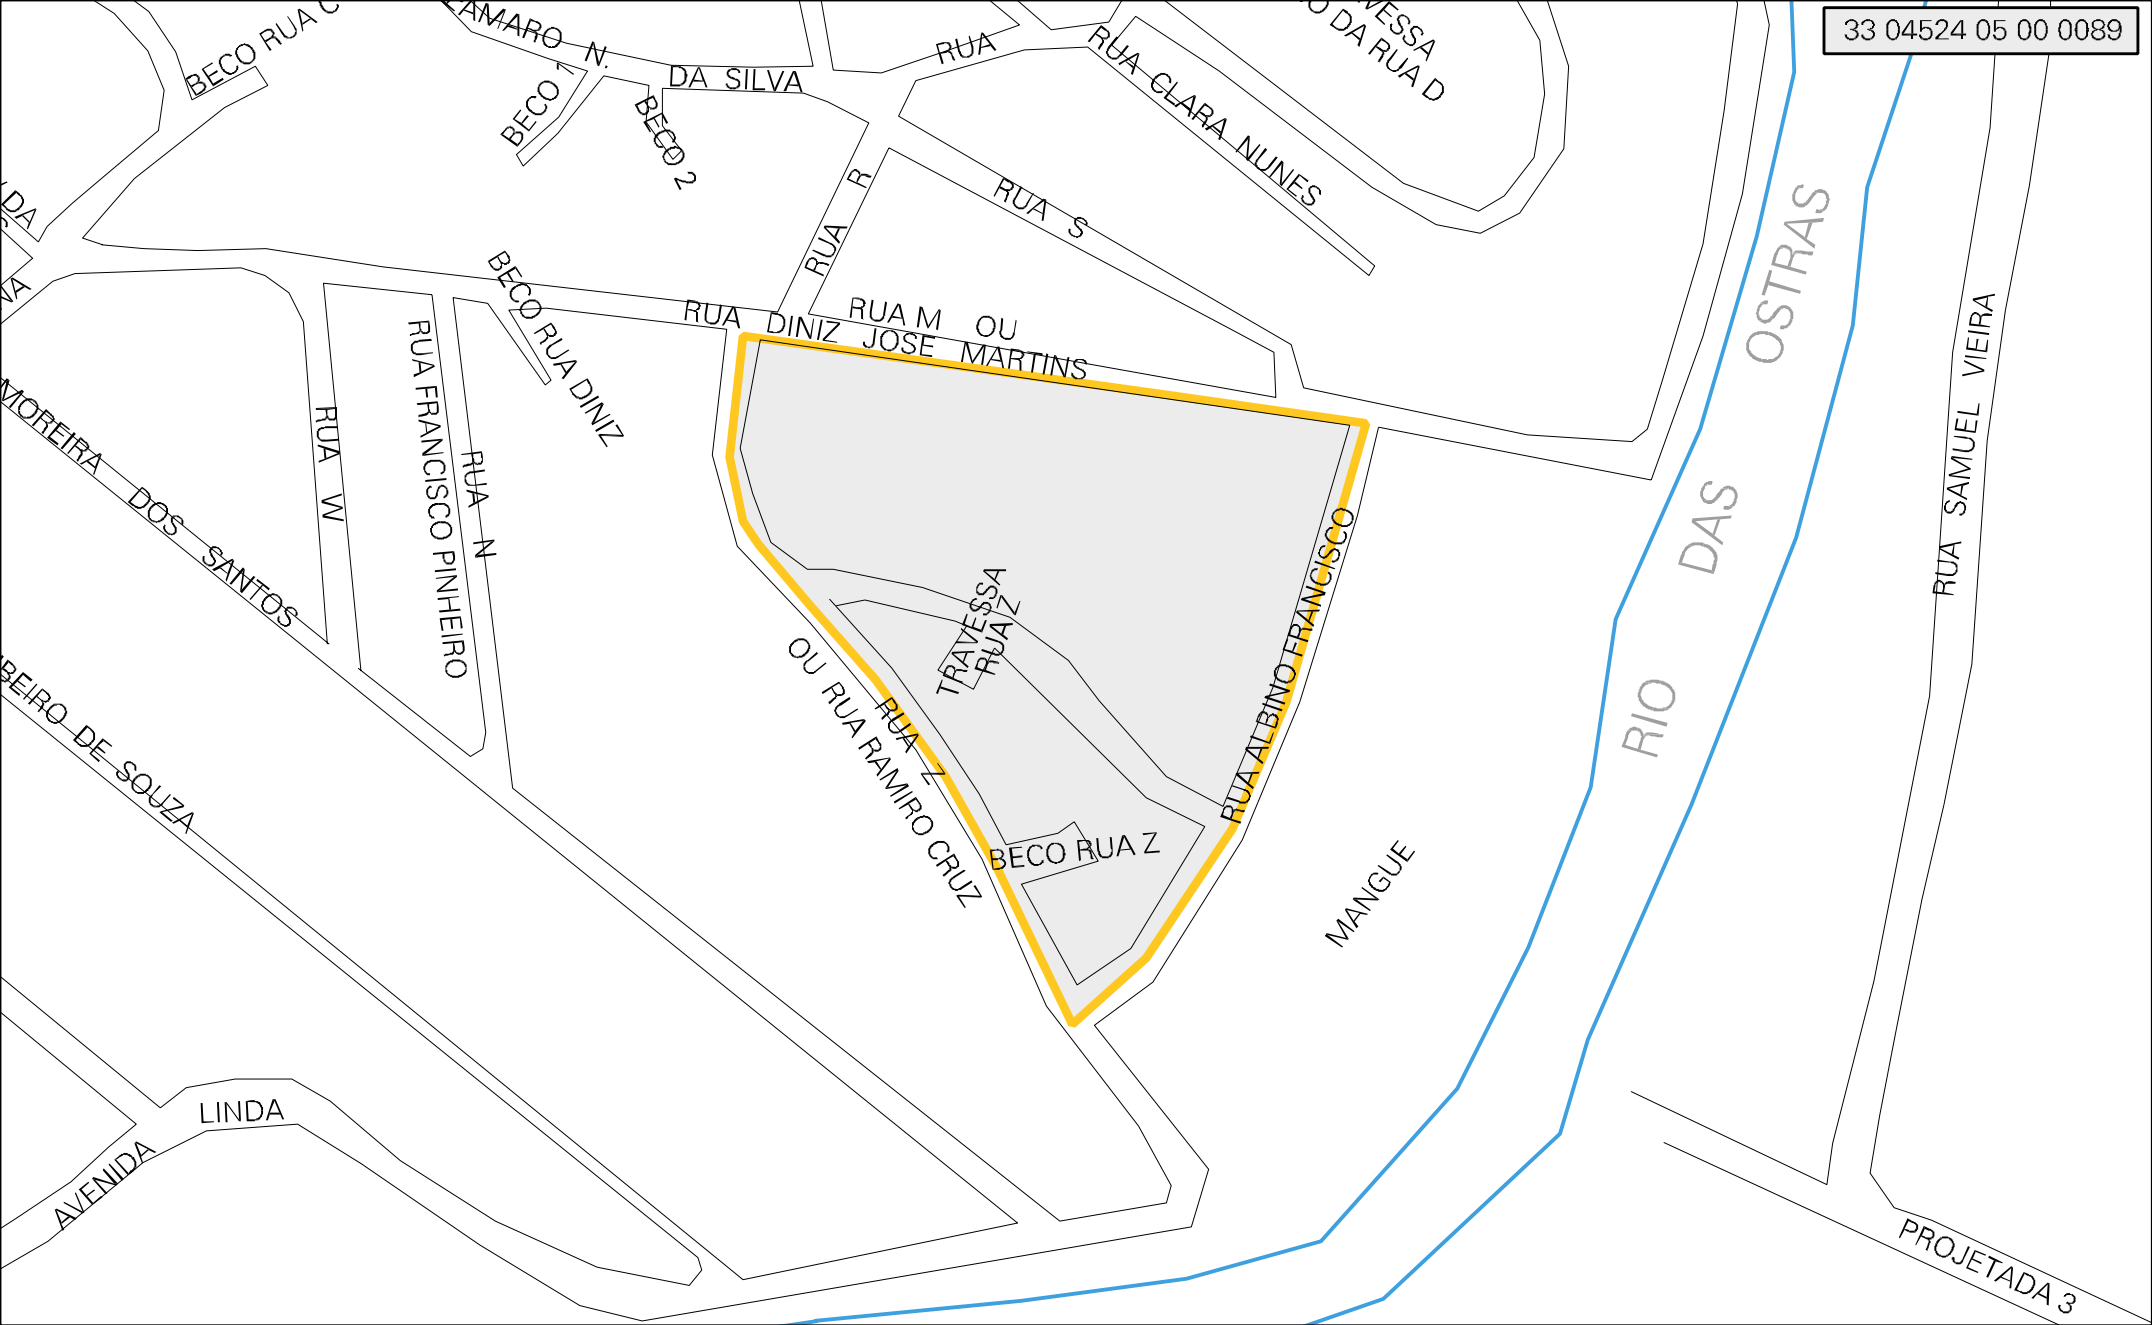 33 04524 05 00 0089
BECO RUA C
N.
DA SILVA
BECO 1
BECO 2
RUA
RUA CLARA NUNES
O DA RUA D
DA
RUA R
RUA S
BECO RUA DINIZ
RUA M OU
RUA DINIZ JOSE MARTINS
RUA W
RUA FRANCISCO PINHEIRO
RUA N
MOREIRA DOS SANTOS
BEIRO DE SOUZA
TRAVESSA
RUA Z
RUA Z
OU RUA RAMIRO CRUZ
BECO RUA Z
RUA ALBINO FRANCISCO
MANGUE
RIO DAS OSTRAS
RUA SAMUEL VIEIRA
AVENIDA LINDA
PROJETADA 3